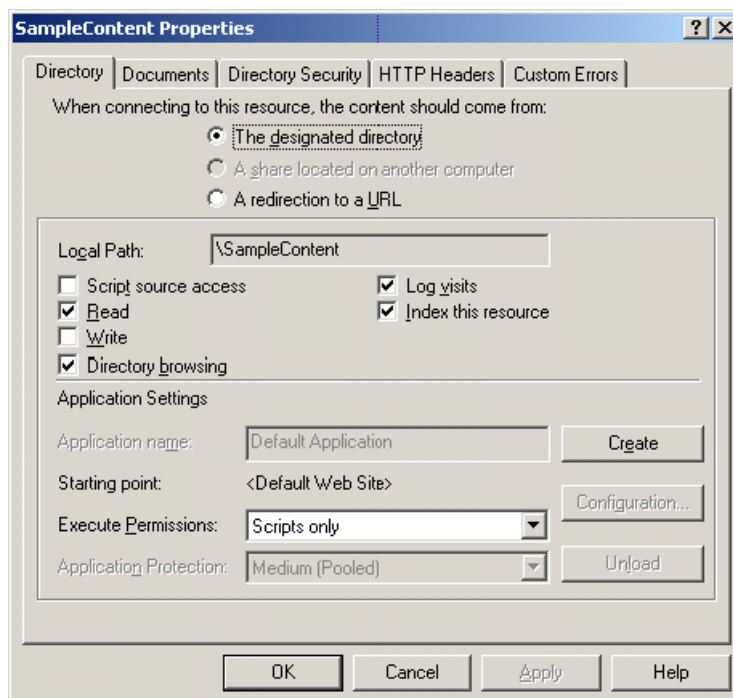 SampleContent Properties
Directory Documents Directory Security HTTP Headers Custom Errors
When connecting to this resource, the content should come from:
The designated directory
A share located on another computer
A redirection to a URL
Local Path: \SampleContent
Script source access Log visits
Read Index this resource
Write
Directory browsing
Application Settings
Application name: Default Application Create
Starting point: <Default Web Site>
Configuration...
Execute Permissions: Scripts only
Application Protection: Medium (Pooled) Unload
OK Cancel Apply Help